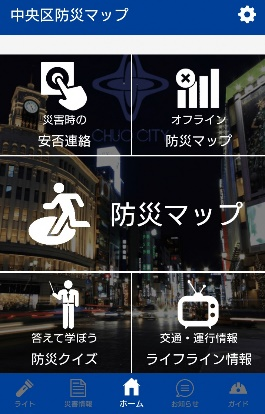 中央区防災マップ
災害時の
安否連絡
オフライン
防災マップ
CHUO CITY
防災マップ
答えて学ぼう
防災クイズ
交通・運行情報
ライフライン情報
ライト
災害情報
ホーム
お知らせ
ガイド